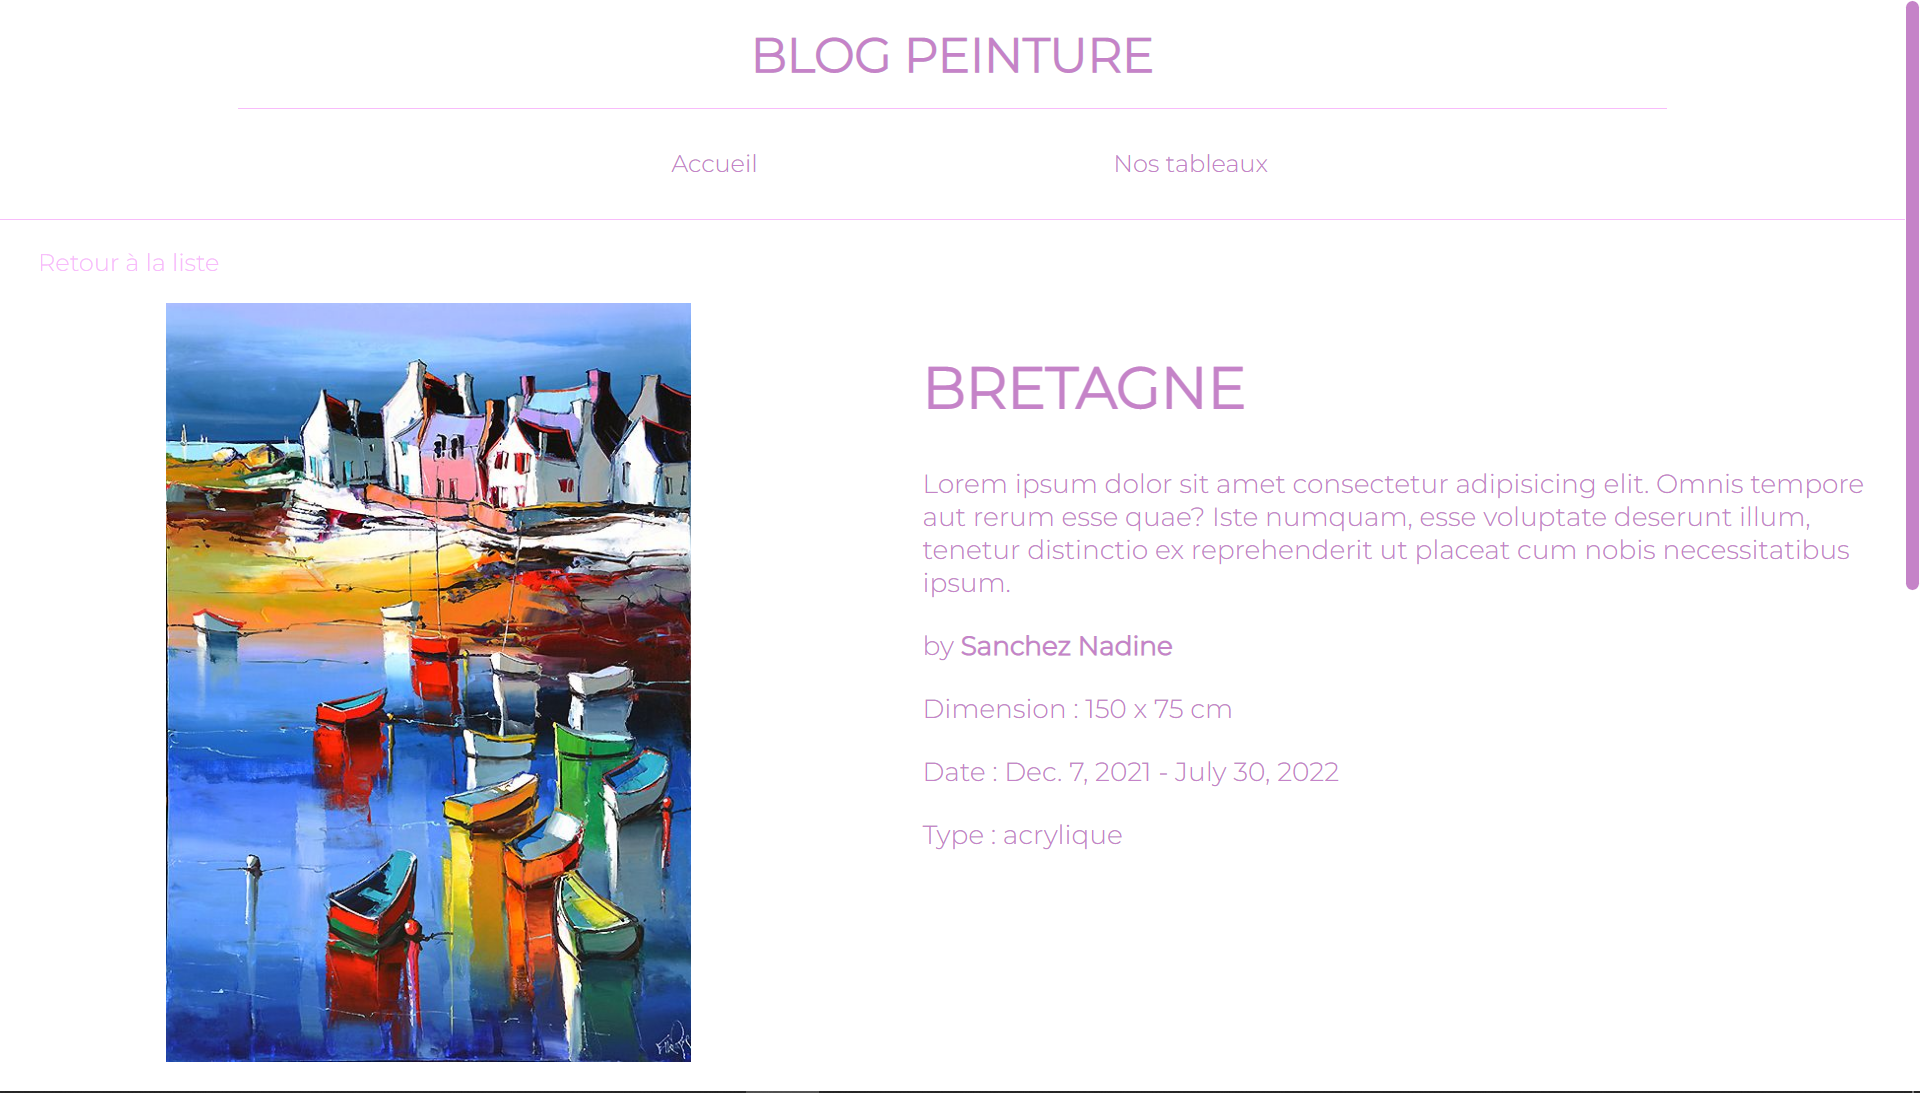 BLOG PEINTURE
Accueil
Nos tableaux
Retour à la liste
BRETAGNE
Lorem ipsum dolor sit amet consectetur adipisicing elit. Omnis tempore
aut rerum esse quae? Iste numquam, esse voluptate deserunt illum,
tenetur distinctio ex reprehenderit ut placeat cum nobis necessitatibus
ipsum.
by Sanchez Nadine
Dimension : 150 x 75 cm
Date : Dec. 7, 2021 - July 30, 2022
Type : acrylique